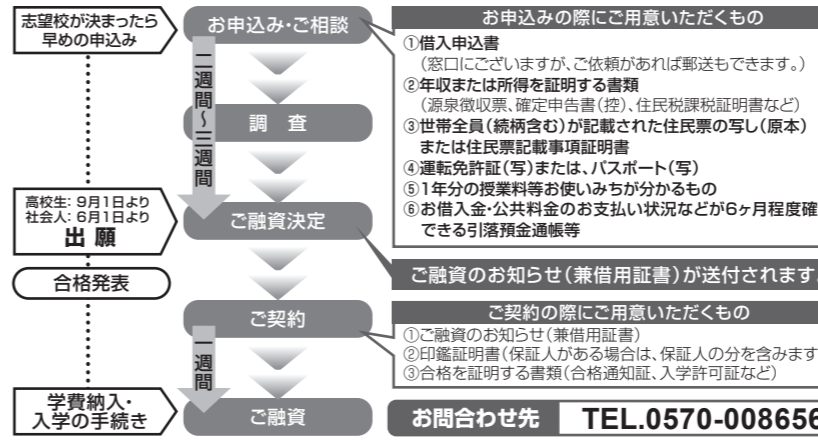 志望校が決まったら
早めの申込み
高校生：9月1日より
社会人：6月1日より
出願
合格発表
学費納入・
入学の手続き
お申込み・ご相談
二週間〜三週間
調 査
ご融資決定
ご契約
一週間
ご融資
お申込みの際にご用意いただくもの
①借入申込書
（窓口にございますが、ご依頼があれば郵送もできます。）
②年収または所得を証明する書類
（源泉徴収票、確定申告書（控）、住民税課税証明書など）
③世帯全員（続柄含む）が記載された住民票の写し（原本）
または住民票記載事項証明書
④運転免許証（写）または、パスポート（写）
⑤1年分の授業料等お使いみちが分かるもの
⑥お借入金・公共料金のお支払い状況などが6ヶ月程度確
できる引落預金通帳等
ご融資のお知らせ（兼借用証書）が送付されます。
ご契約の際にご用意いただくもの
①ご融資のお知らせ（兼借用証書）
②印鑑証明書（保証人がある場合は、保証人の分を含みます
③合格を証明する書類（合格通知証、入学許可証など）
お問合わせ先 TEL.0570-008656